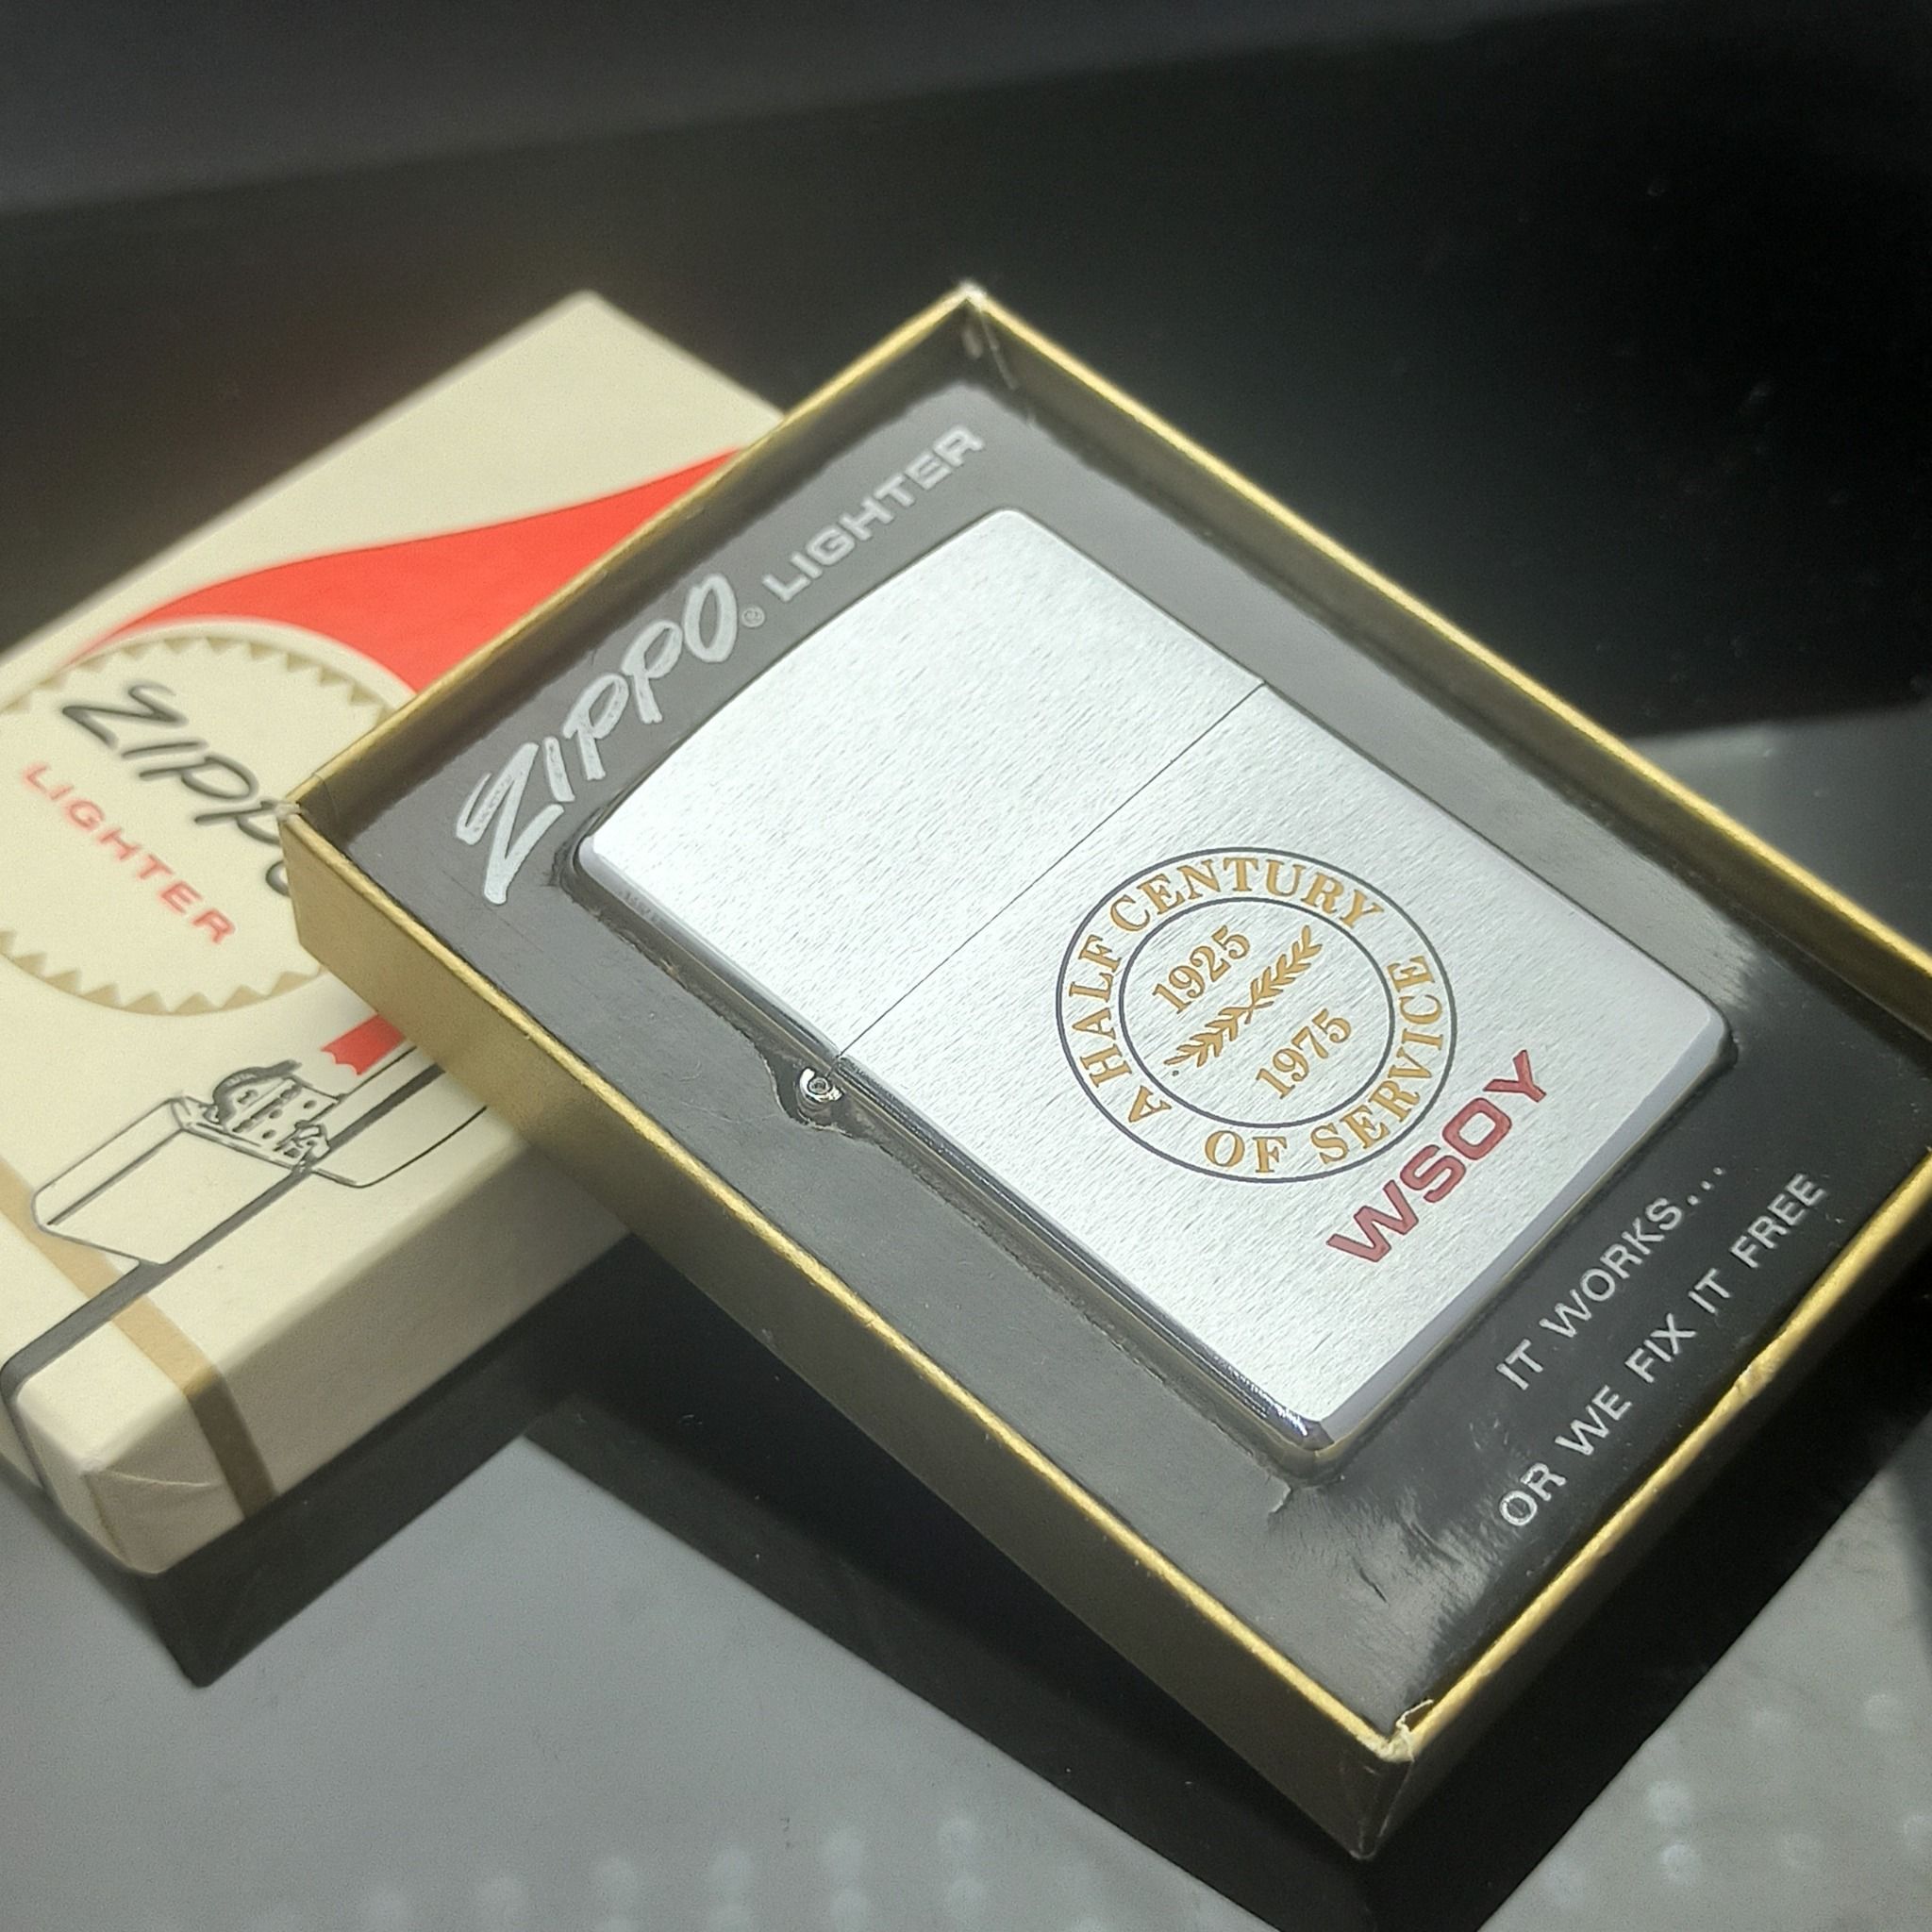 ZIPPO® LIGHTER
A HALF CENTURY
OF SERVICE
1925
1975
WSOY
IT WORKS...
OR WE FIX IT FREE
ZIPPO
LIGHTER